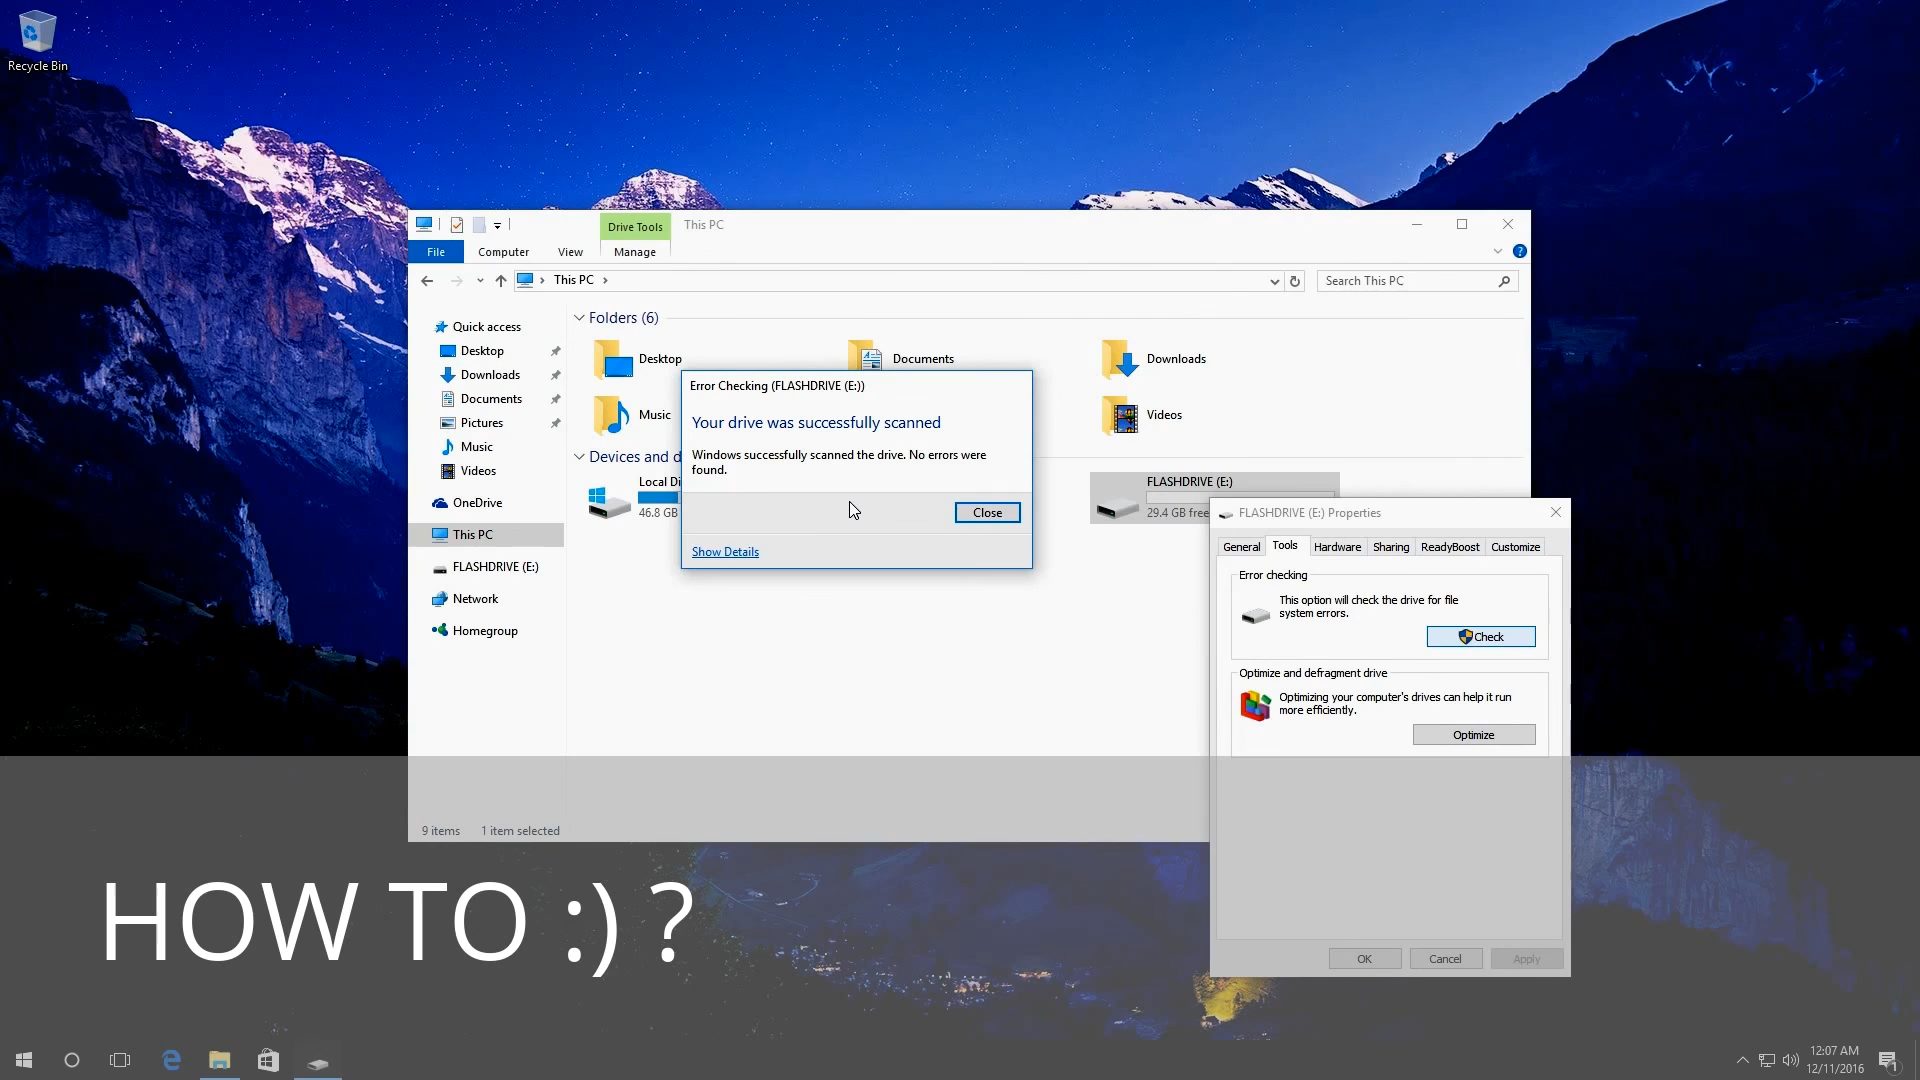 Recycle Bin
Drive Tools
This PC
File
Computer
View
Manage
This PC
Search This PC
Quick access
Desktop
Downloads
Documents
Pictures
Music
Videos
OneDrive
This PC
FLASHDRIVE (E:)
Network
Homegroup
Folders (6)
Desktop
Documents
Downloads
Music
Videos
Devices and d
Local Di
46.8 GB
FLASHDRIVE (E:)
29.4 GB free
Error Checking (FLASHDRIVE (E:))
Your drive was successfully scanned
Windows successfully scanned the drive. No errors were
found.
Close
Show Details
FLASHDRIVE (E:) Properties
General
Tools
Hardware
Sharing
ReadyBoost
Customize
Error checking
This option will check the drive for file
system errors.
Check
Optimize and defragment drive
Optimizing your computer's drives can help it run
more efficiently.
Optimize
OK
Cancel
Apply
9 items
1 item selected
HOW TO :) ?
12:07 AM
12/11/2016
1